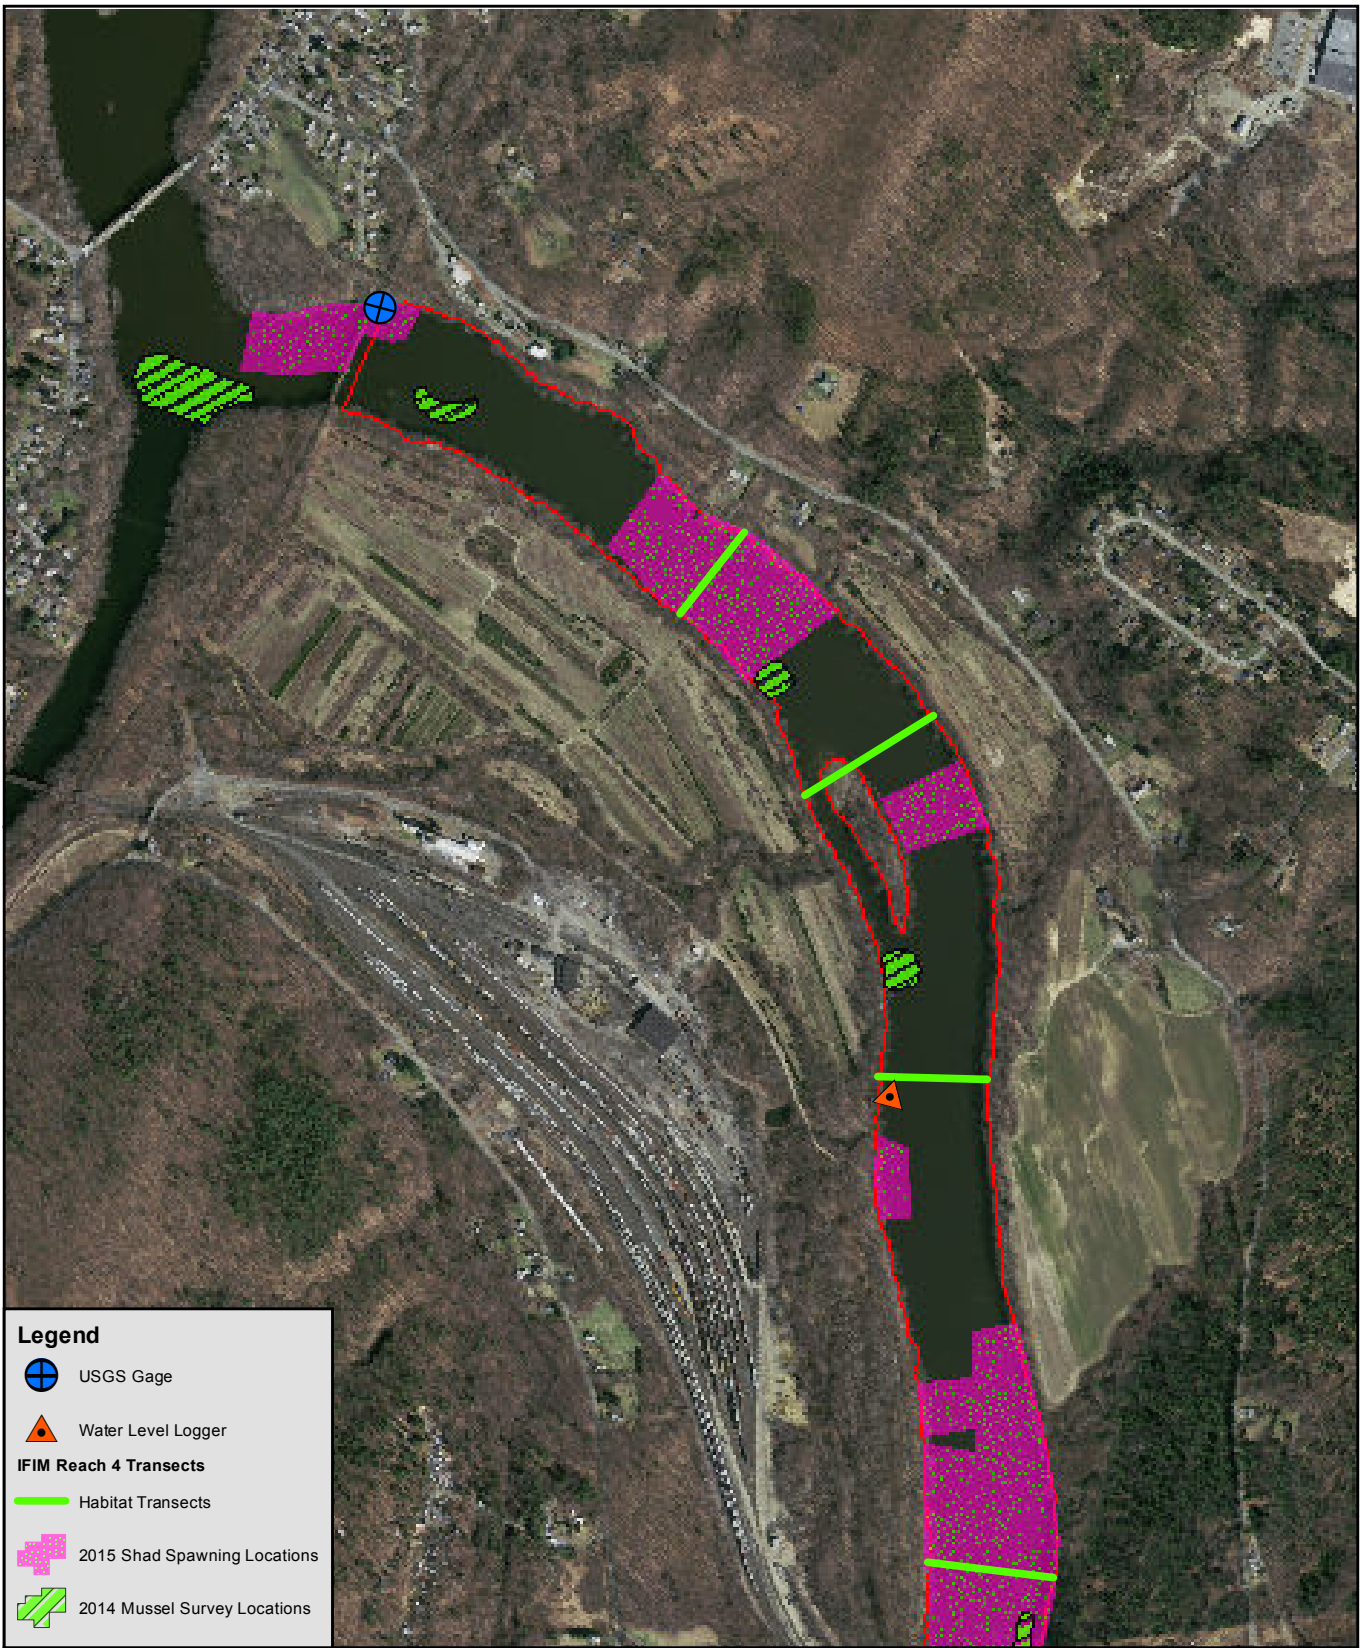 Legend
USGS Gage
Water Level Logger
IFIM Reach 4 Transects
Habitat Transects
2015 Shad Spawning Locations
2014 Mussel Survey Locations